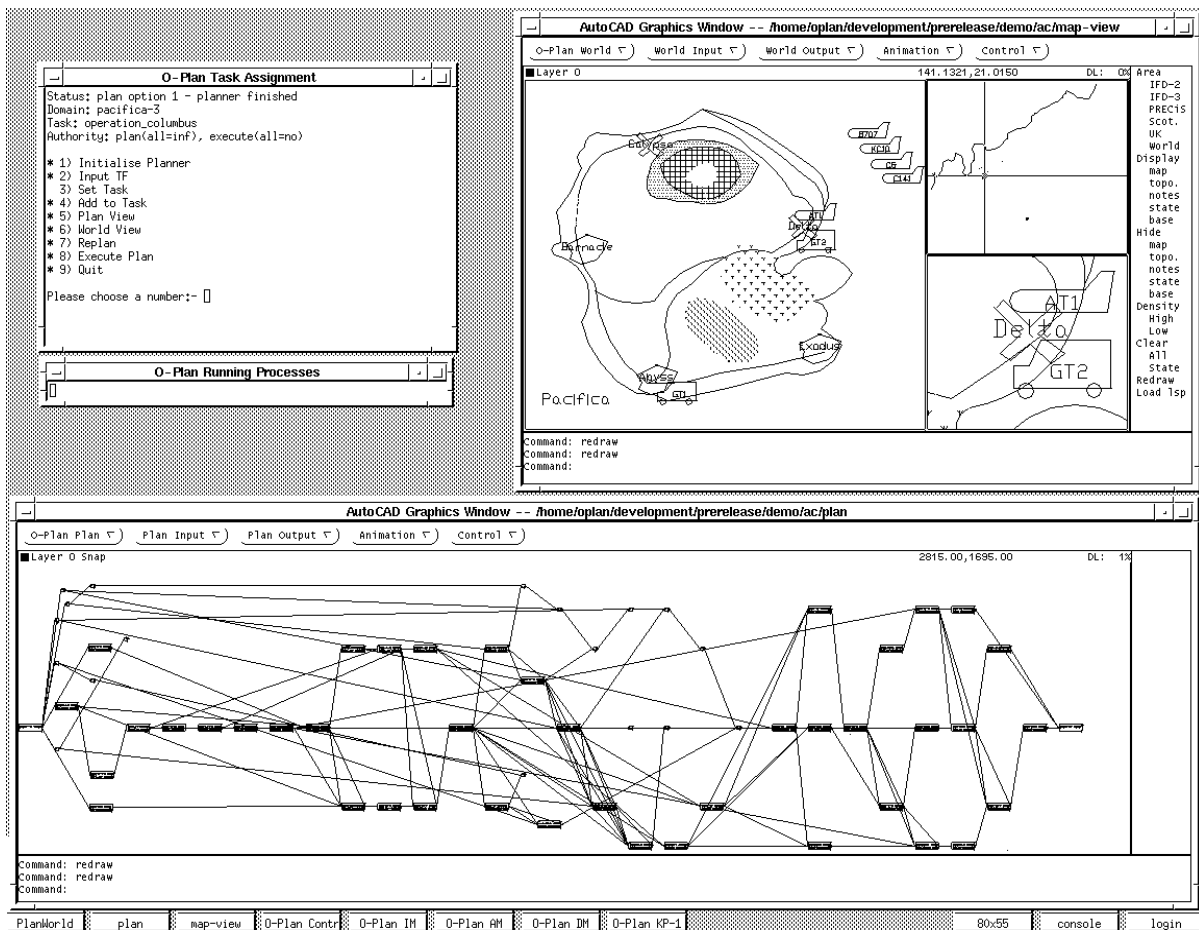 O-Plan Task Assignment
Status: plan option 1 - planner finished
Domain: pacifica-3
Task: operation_columbus
Authority: plan(all=inf), execute(all=no)
* 1) Initialise Planner
* 2) Input TF
3) Set Task
* 4) Add to Task
* 5) Plan View
* 6) World View
* 7) Replan
* 8) Execute Plan
* 9) Quit
Please choose a number:-
O-Plan Running Processes
AutoCAD Graphics Window -- /home/oplan/development/prerelease/demo/ac/map-view
O-Plan World World Input World Output Animation Control
Layer 0 141.1321,21.0150 DL: 0%
Calypso
B707
KC10
C5
C141
AT1
Delta
GT2
Barnacle
Exodus
Abyss
GT1
Pacifica
AT1
Delta
GT2
Area
IFD-2
IFD-3
PRECiS
Scot.
UK
World
Display
map
topo.
notes
state
base
Hide
map
topo.
notes
state
base
Density
High
Low
Clear
All
State
Redraw
Load lsp
Command: redraw
Command: redraw
Command:
AutoCAD Graphics Window -- /home/oplan/development/prerelease/demo/ac/plan
O-Plan Plan Plan Input Plan Output Animation Control
Layer 0 Snap 2815.00,1695.00 DL: 1%
Command: redraw
Command: redraw
Command:
PlanWorld plan map-view O-Plan Contr O-Plan IM O-Plan AM O-Plan DM O-Plan KP-1 80x55 console login